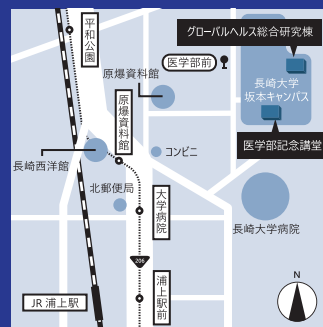 グローバルヘルス総合研究棟
平和公園
医学部前
原爆資料館
長崎大学
坂本キャンパス
原爆資料館
医学部記念講堂
コンビニ
長崎西洋館
北郵便局
大学病院
長崎大学病院
206
浦上駅前
JR 浦上駅
N